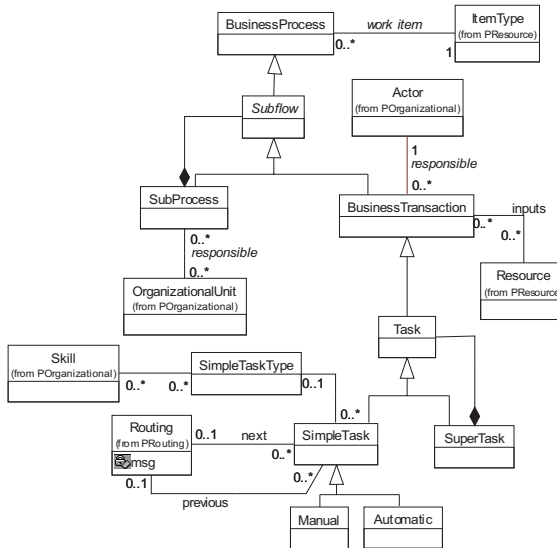 BusinessProcess
work item
ItemType
(from PResource)
0..*
1
Actor
(from POrganizational)
Subflow
1
responsible
0..*
SubProcess
BusinessTransaction
inputs
0..*
0..*
0..*
responsible
0..*
OrganizationalUnit
(from POrganizational)
Resource
(from PResource)
Task
Skill
(from POrganizational)
SimpleTaskType
0..1
0..*
0..*
0..*
Routing
(from PRouting)
msg
0..1
next
0..*
SimpleTask
SuperTask
0..1
previous
0..*
Manual
Automatic